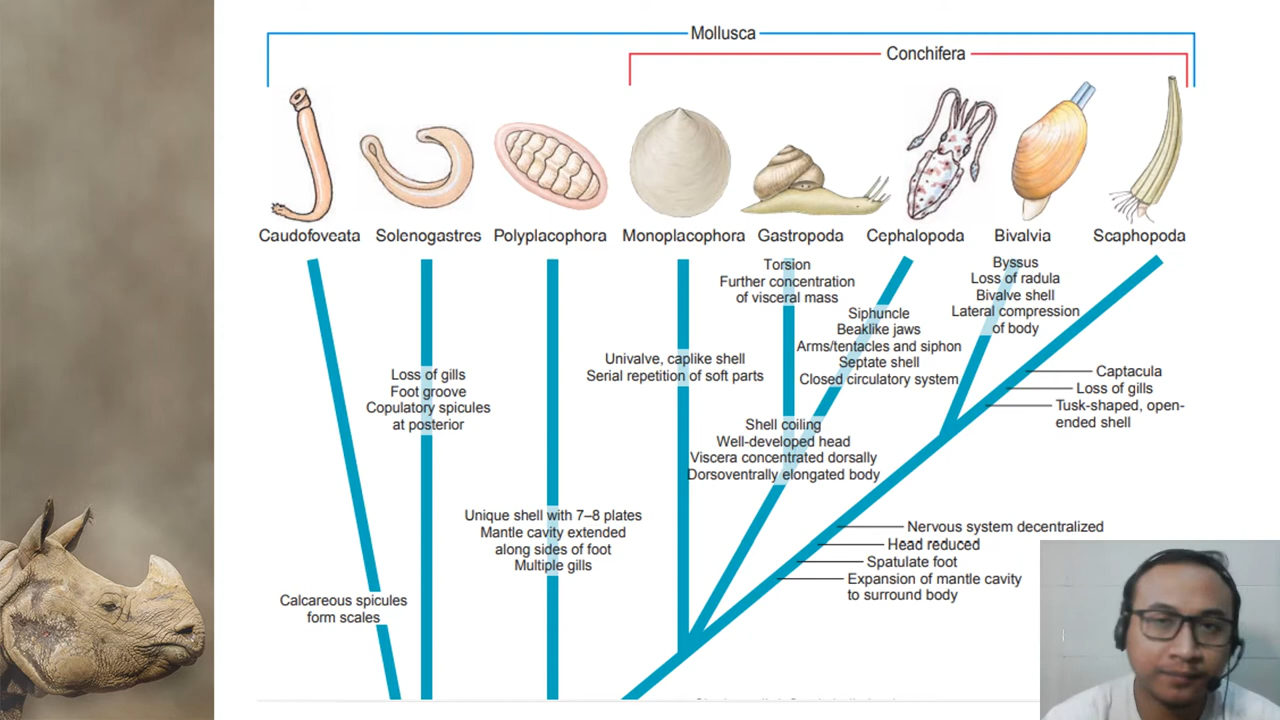 Mollusca
Conchifera
Caudofoveata
Solenogastres
Polyplacophora
Monoplacophora
Gastropoda
Cephalopoda
Bivalvia
Scaphopoda
Torsion
Further concentration
of visceral mass
Byssus
Loss of radula
Bivalve shell
Lateral compression
of body
Siphuncle
Beaklike jaws
Arms/tentacles and siphon
Septate shell
Closed circulatory system
Univalve, caplike shell
Serial repetition of soft parts
Loss of gills
Foot groove
Copulatory spicules
at posterior
Captacula
Loss of gills
Tusk-shaped, open-
ended shell
Shell coiling
Well-developed head
Viscera concentrated dorsally
Dorsoventrally elongated body
Unique shell with 7–8 plates
Mantle cavity extended
along sides of foot
Multiple gills
Nervous system decentralized
Head reduced
Spatulate foot
Expansion of mantle cavity
to surround body
Calcareous spicules
form scales